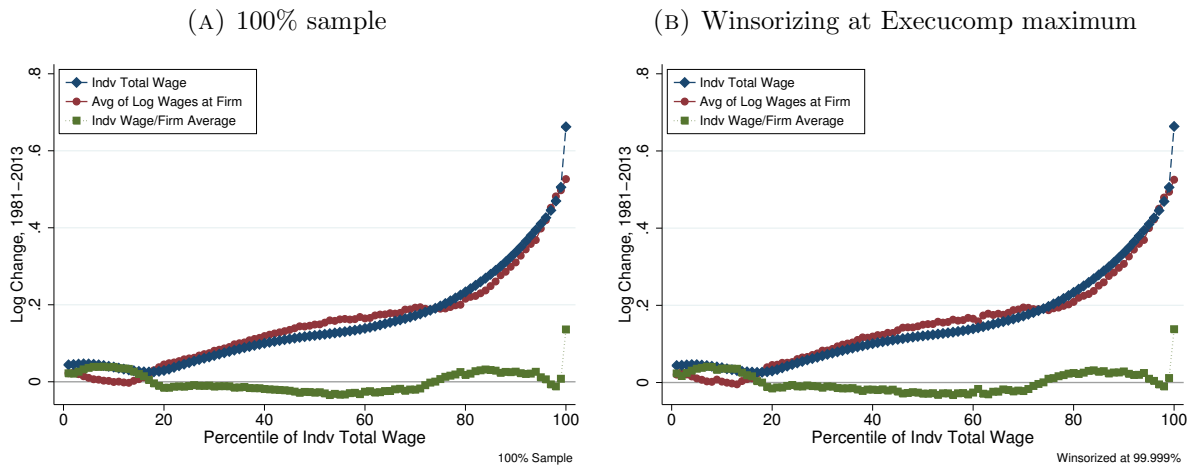 (A) 100% sample
.8
.6
.4
.2
0
Log Change, 1981−2013
Indv Total Wage
Avg of Log Wages at Firm
Indv Wage/Firm Average
0 20 40 60 80 100
Percentile of Indv Total Wage
100% Sample
(B) Winsorizing at Execucomp maximum
.8
.6
.4
.2
0
Log Change, 1981−2013
Indv Total Wage
Avg of Log Wages at Firm
Indv Wage/Firm Average
0 20 40 60 80 100
Percentile of Indv Total Wage
Winsorized at 99.999%